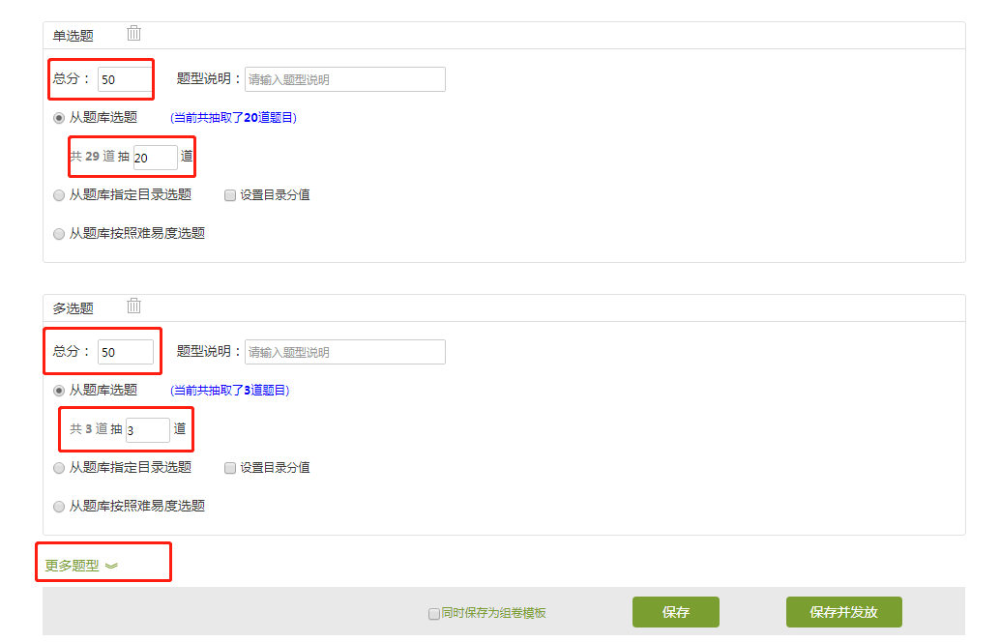 单选题
总分： 50 题型说明： 请输入题型说明
从题库选题 (当前共抽取了20道题目)
共 29 道 抽 20 道
从题库指定目录选题 设置目录分值
从题库按照难易度选题
多选题
总分： 50 题型说明： 请输入题型说明
从题库选题 (当前共抽取了3道题目)
共 3 道 抽 3 道
从题库指定目录选题 设置目录分值
从题库按照难易度选题
更多题型
同时保存为组卷模板 保存 保存并发放